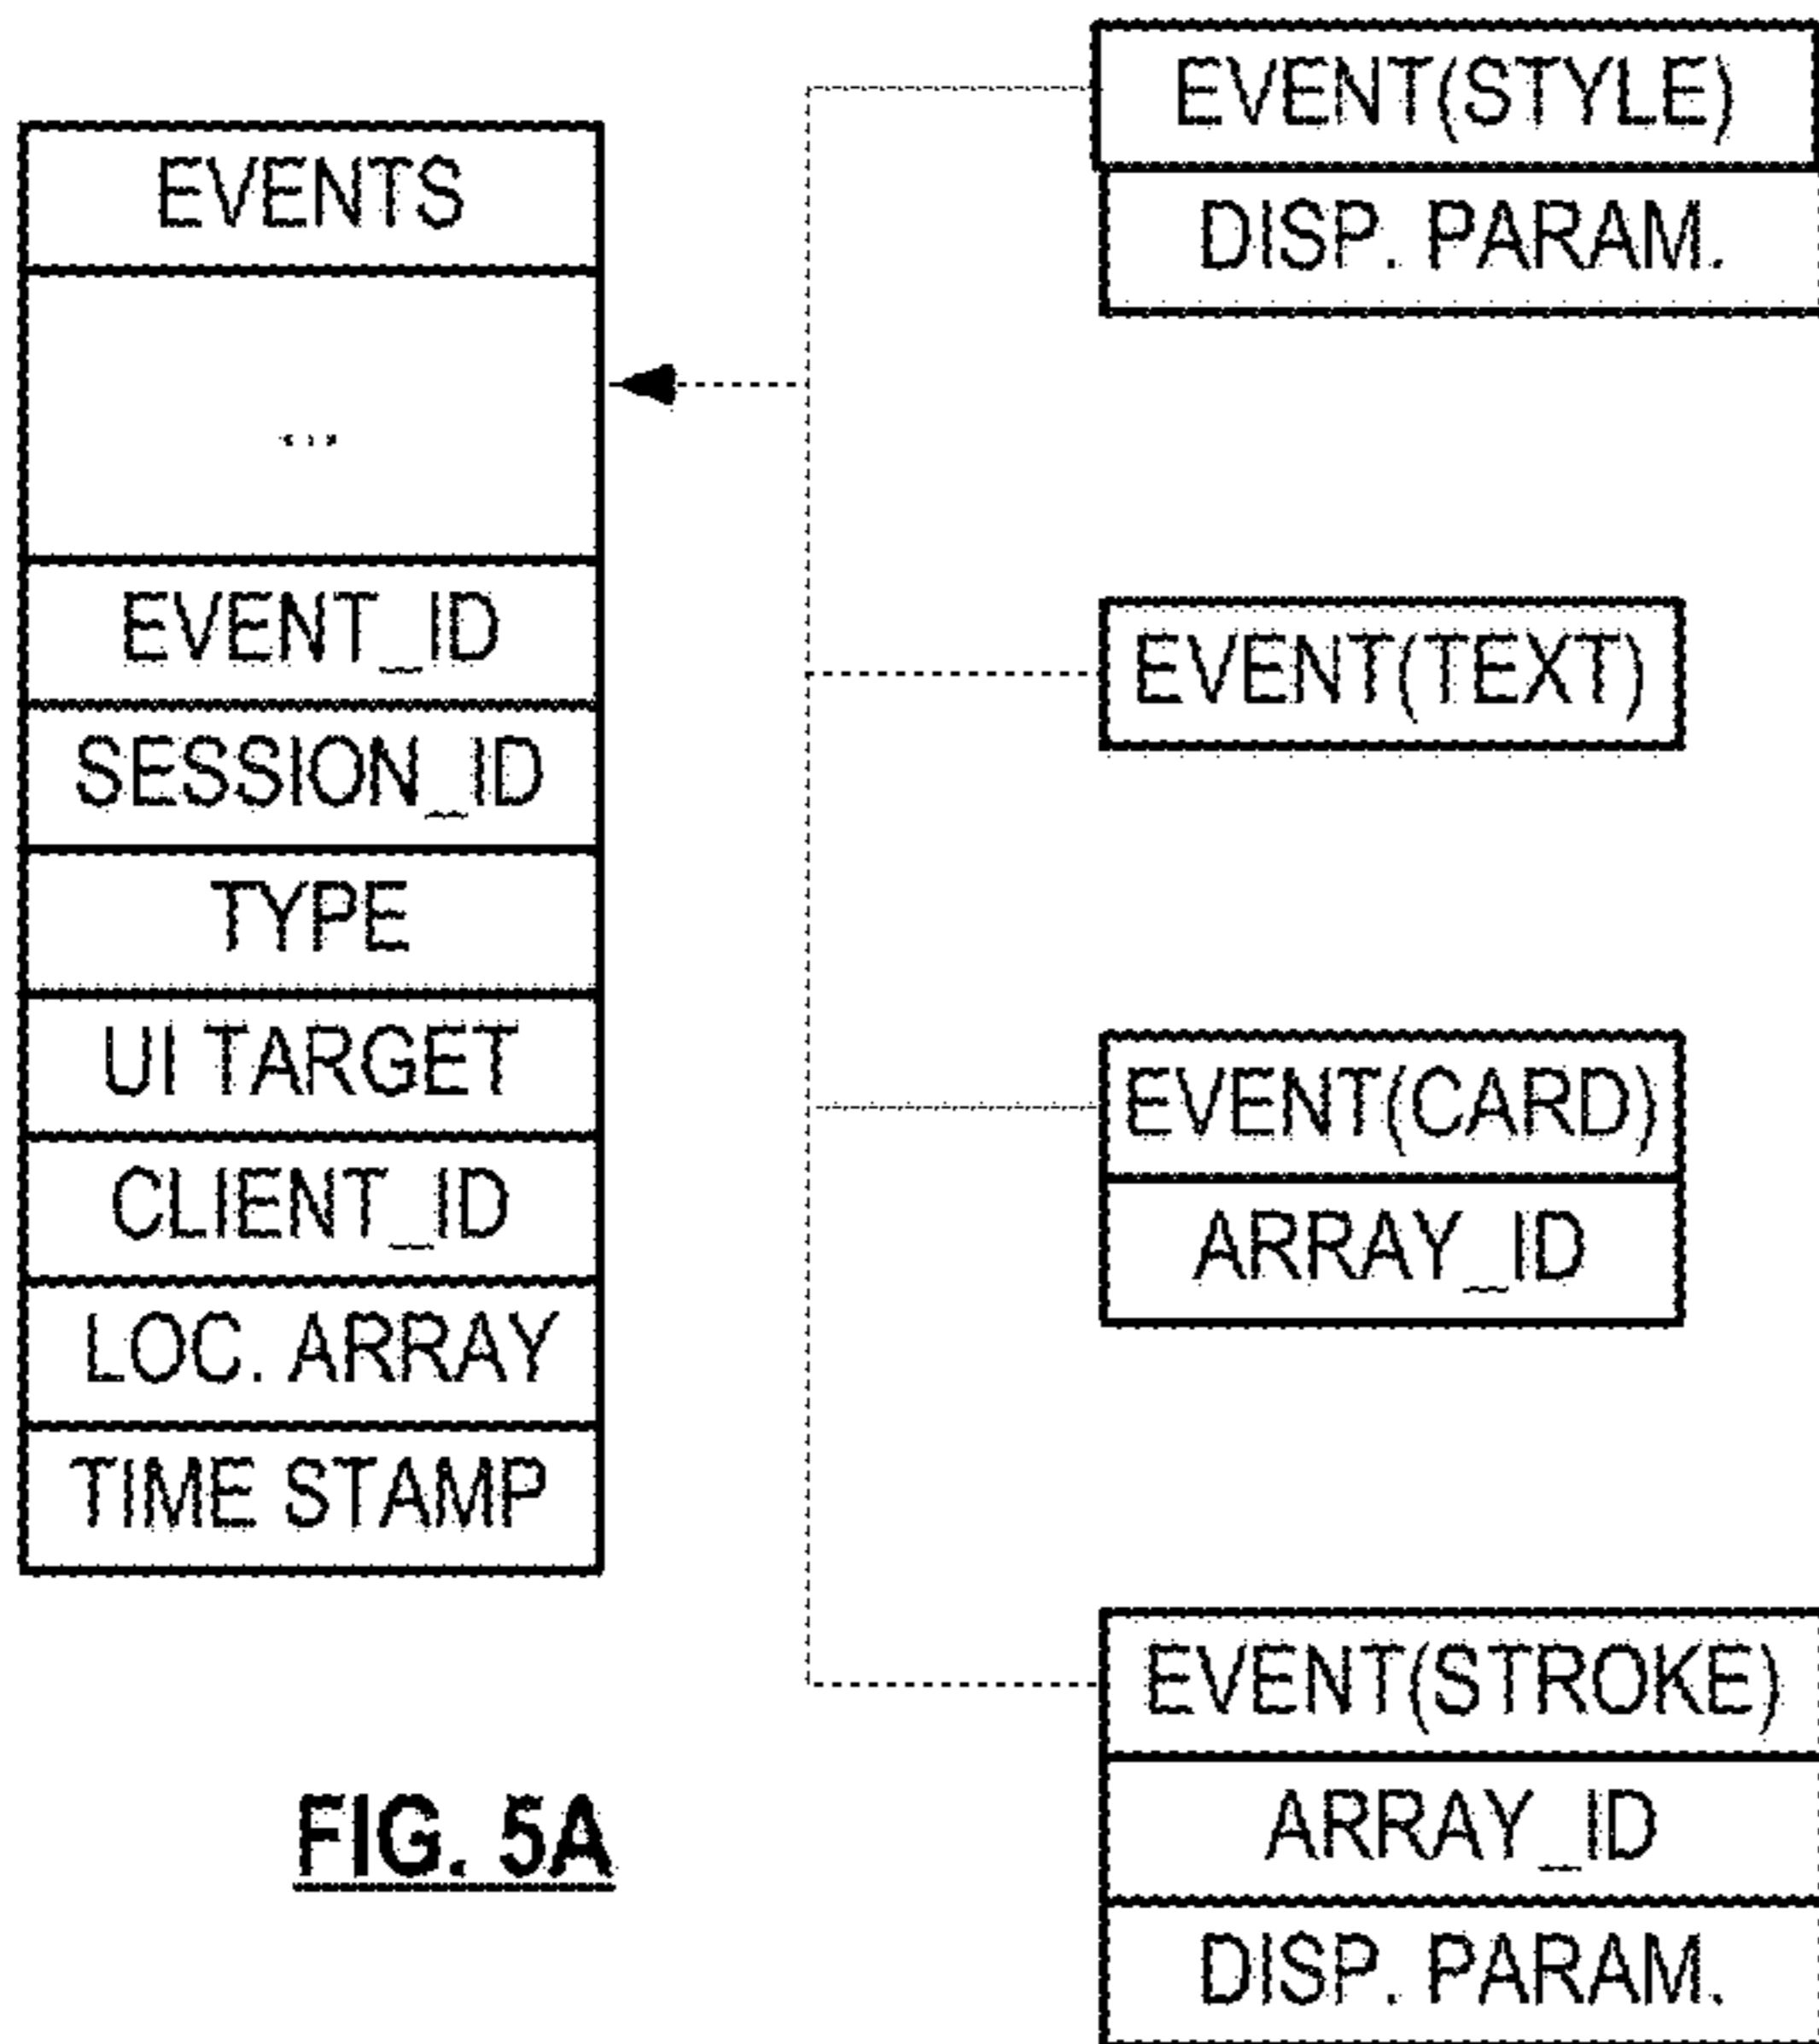 EVENTS
...
EVENT_ID
SESSION_ID
TYPE
UI TARGET
CLIENT_ID
LOC. ARRAY
TIME STAMP
EVENT(STYLE)
DISP. PARAM.
EVENT(TEXT)
EVENT(CARD)
ARRAY_ID
EVENT(STROKE)
ARRAY_ID
DISP. PARAM.
FIG. 5A